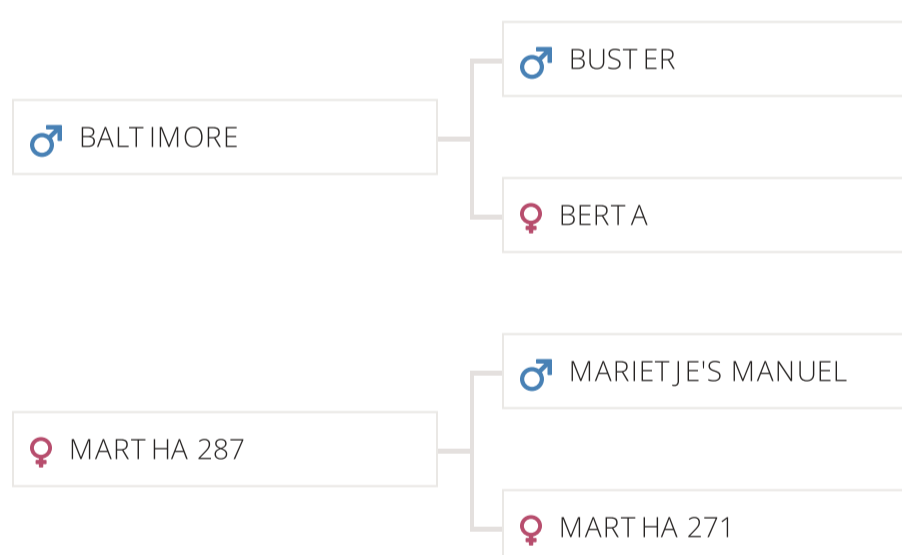 BUSTER
BALTIMORE
BERTA
MARIETJE'S MANUEL
MARTHA 287
MARTHA 271